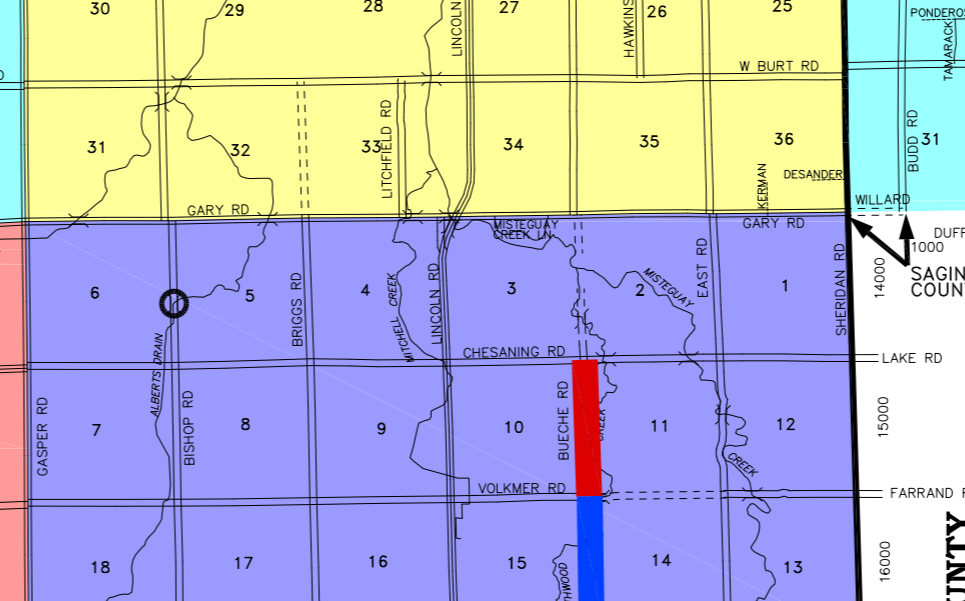 30
29
28
LINCOLN
27
HAWKINS
26
25
PONDEROS
TAMARACK
W BURT RD
31
32
33
LITCHFIELD RD
34
35
36
KERMAN
DESANDER
BUDD RD
31
WILLARD
GARY RD
MISTEGUAY
CREEK LN
GARY RD
DUFF
1000
SAGIN
COUN
14000
SHERIDAN RD
6
5
BRIGGS RD
4
MITCHELL CREEK
LINCOLN RD
3
2
MISTEGUAY
EAST RD
1
CHESANING RD
LAKE RD
ALBERTS DRAIN
GASPER RD
7
BISHOP RD
8
9
10
BUECHE RD
CREEK
11
12
15000
CREEK
VOLKMER RD
FARRAND R
18
17
16
15
THWOOD
14
13
16000
UNTY